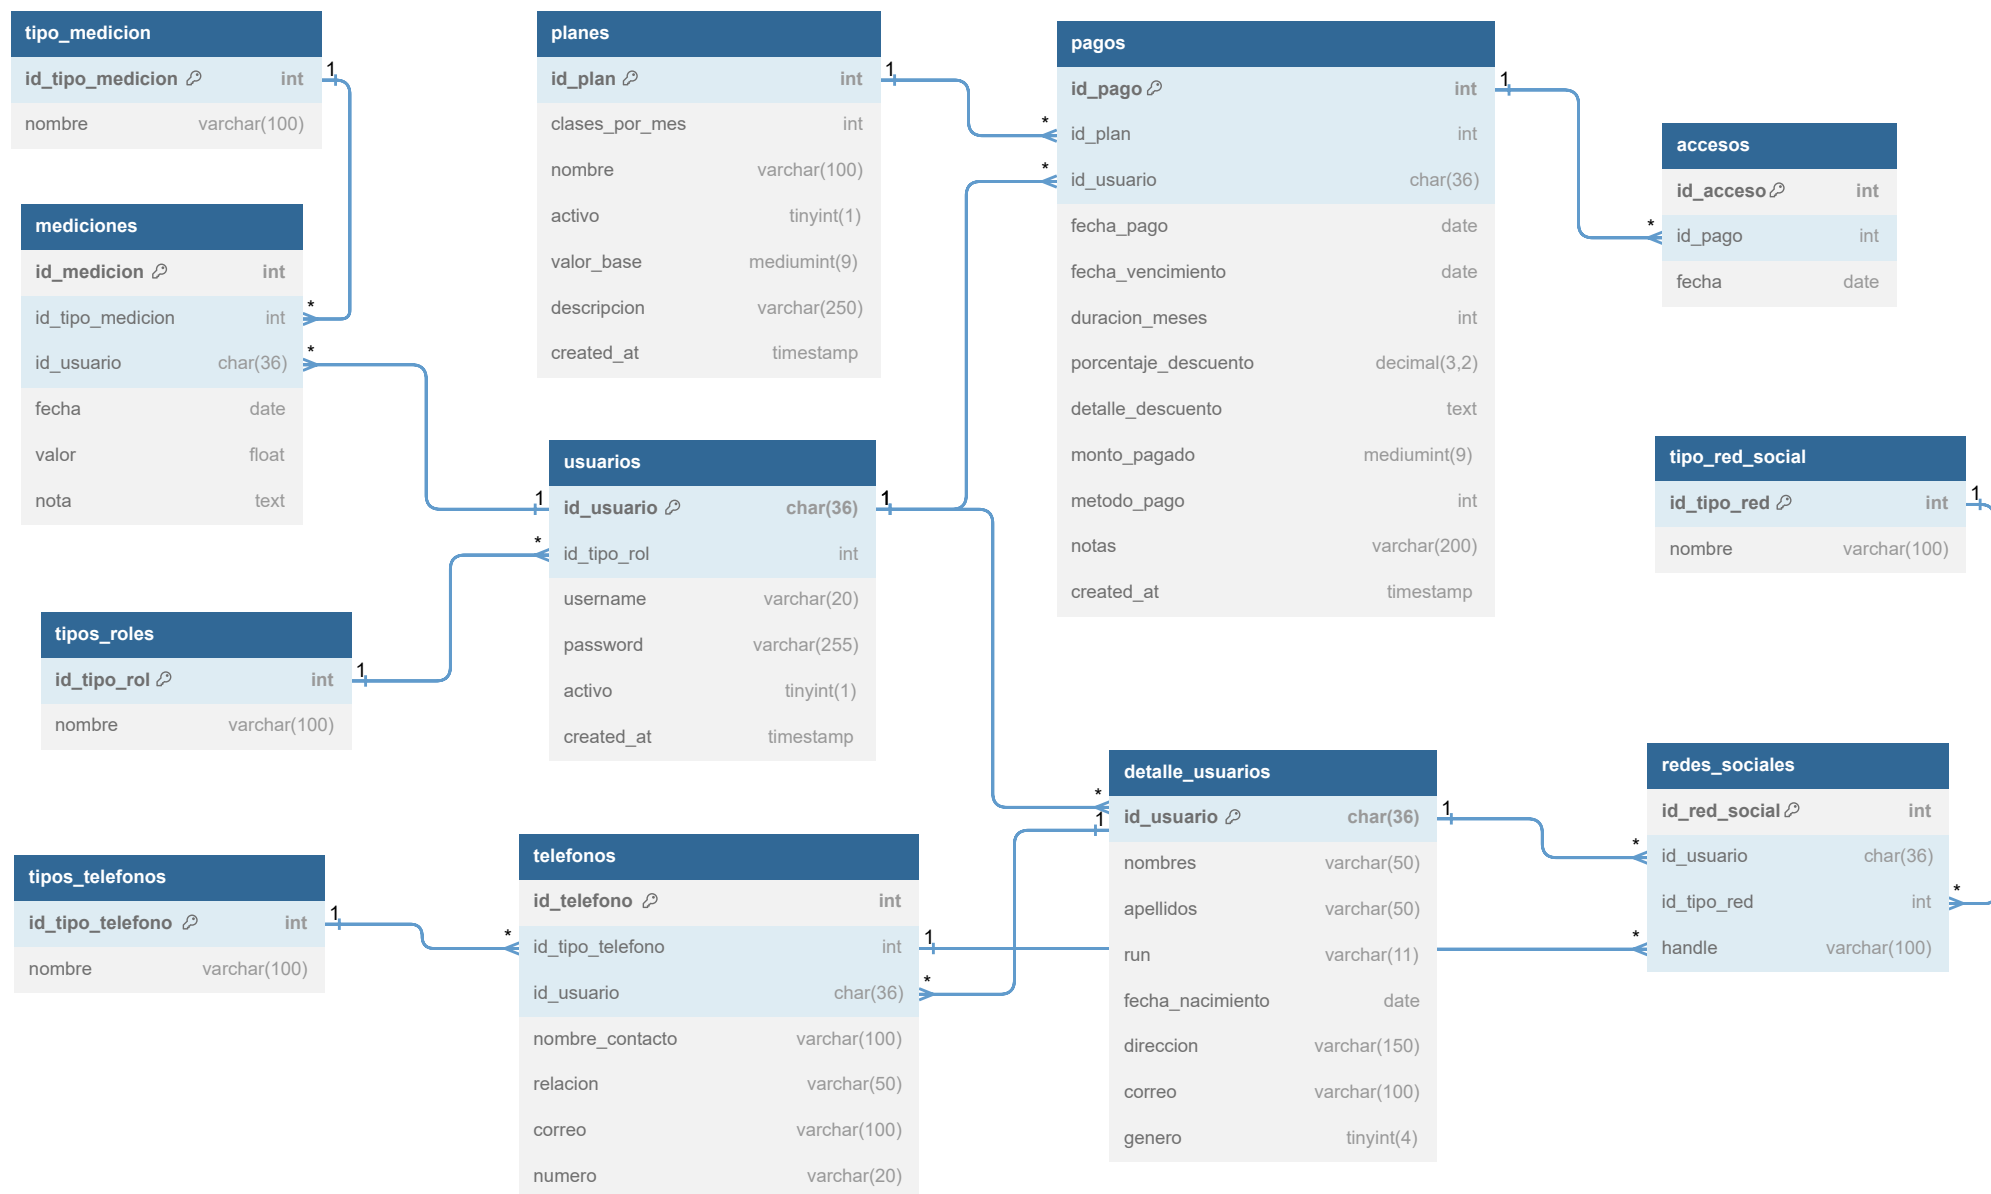 tipo_medicion
id_tipo_medicion int
nombre varchar(100)
1
mediciones
id_medicion int
id_tipo_medicion int
*
id_usuario char(36)
*
fecha date
valor float
nota text
tipos_roles
id_tipo_rol int
1
nombre varchar(100)
tipos_telefonos
id_tipo_telefono int
1
nombre varchar(100)
planes
id_plan int
1
clases_por_mes int
nombre varchar(100)
activo tinyint(1)
valor_base mediumint(9)
descripcion varchar(250)
created_at timestamp
usuarios
1 id_usuario char(36) 1
* id_tipo_rol int
username varchar(20)
password varchar(255)
activo tinyint(1)
created_at timestamp
telefonos
id_telefono int
* id_tipo_telefono int 1
id_usuario char(36) *
nombre_contacto varchar(100)
relacion varchar(50)
correo varchar(100)
numero varchar(20)
pagos
id_pago int 1
* id_plan int
* id_usuario char(36)
fecha_pago date
fecha_vencimiento date
duracion_meses int
porcentaje_descuento decimal(3,2)
detalle_descuento text
monto_pagado mediumint(9)
metodo_pago int
notas varchar(200)
created_at timestamp
detalle_usuarios
*
1 id_usuario char(36) 1
nombres varchar(50)
apellidos varchar(50)
run varchar(11)
fecha_nacimiento date
direccion varchar(150)
correo varchar(100)
genero tinyint(4)
accesos
id_acceso int
* id_pago int
fecha date
tipo_red_social
id_tipo_red int 1
nombre varchar(100)
redes_sociales
id_red_social int
* id_usuario char(36)
id_tipo_red int *
* handle varchar(100)